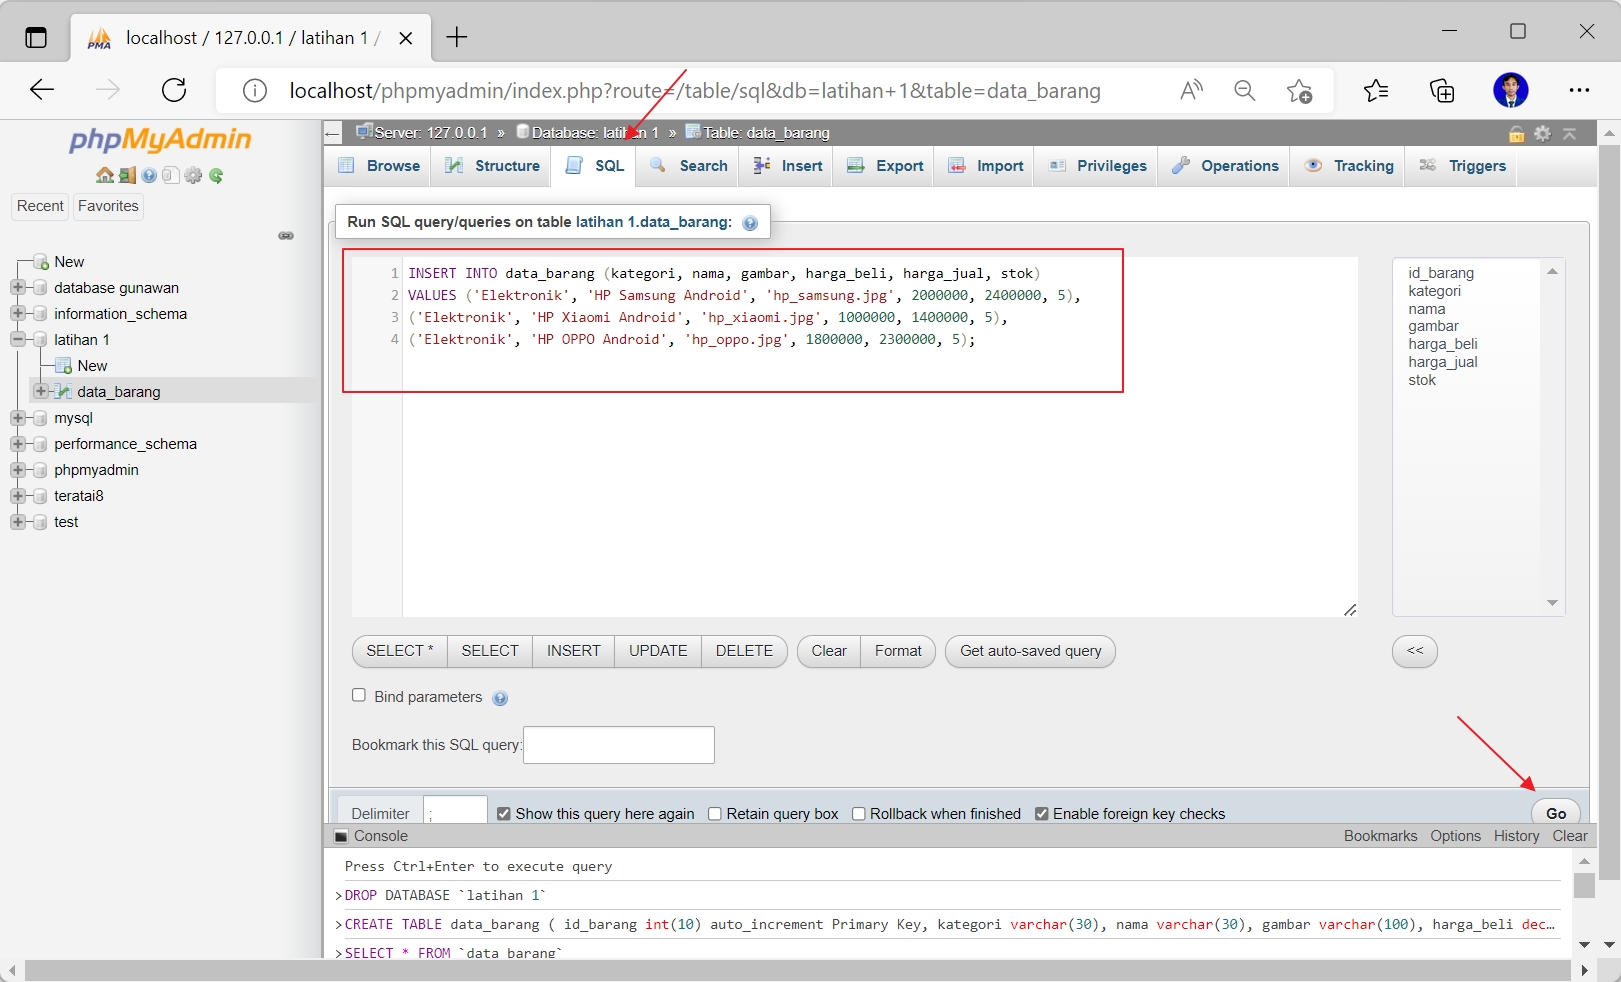 localhost / 127.0.0.1 / latihan 1 /
localhost/phpmyadmin/index.php?route=/table/sql&db=latihan+1&table=data_barang
phpMyAdmin
Recent Favorites
New
database gunawan
information_schema
latihan 1
New
data_barang
mysql
performance_schema
phpmyadmin
teratai8
test
Server: 127.0.0.1 » Database: latihan 1 » Table: data_barang
Browse Structure SQL Search Insert Export Import Privileges Operations Tracking Triggers
Run SQL query/queries on table latihan 1.data_barang:
1 INSERT INTO data_barang (kategori, nama, gambar, harga_beli, harga_jual, stok)
2 VALUES ('Elektronik', 'HP Samsung Android', 'hp_samsung.jpg', 2000000, 2400000, 5),
3 ('Elektronik', 'HP Xiaomi Android', 'hp_xiaomi.jpg', 1000000, 1400000, 5),
4 ('Elektronik', 'HP OPPO Android', 'hp_oppo.jpg', 1800000, 2300000, 5);
id_barang
kategori
nama
gambar
harga_beli
harga_jual
stok
SELECT * SELECT INSERT UPDATE DELETE Clear Format Get auto-saved query <<
Bind parameters
Bookmark this SQL query:
Delimiter ; Show this query here again Retain query box Rollback when finished Enable foreign key checks Go
Console Bookmarks Options History Clear
Press Ctrl+Enter to execute query
>DROP DATABASE `latihan 1`
>CREATE TABLE data_barang ( id_barang int(10) auto_increment Primary Key, kategori varchar(30), nama varchar(30), gambar varchar(100), harga_beli dec...
>SELECT * FROM `data_barang`